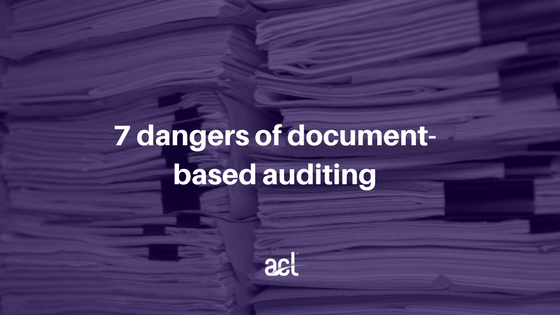 7 dangers of document-
based auditing
acl